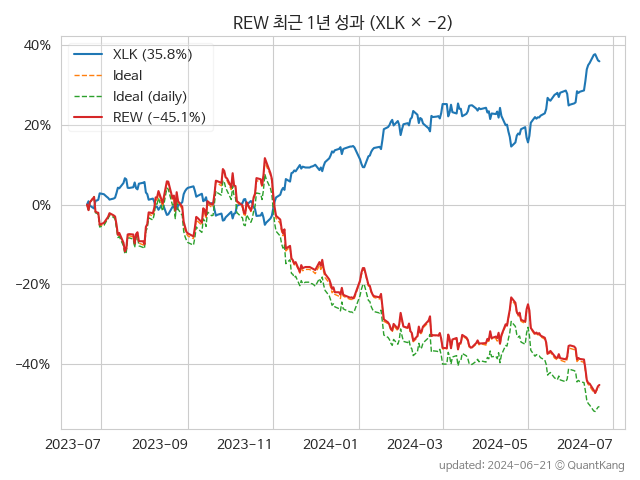 REW 최근 1년 성과 (XLK × −2)
40%
20%
0%
−20%
−40%
XLK (35.8%)
Ideal
Ideal (daily)
REW (−45.1%)
2023−07
2023−09
2023−11
2024−01
2024−03
2024−05
2024−07
updated: 2024−06−21 © QuantKang